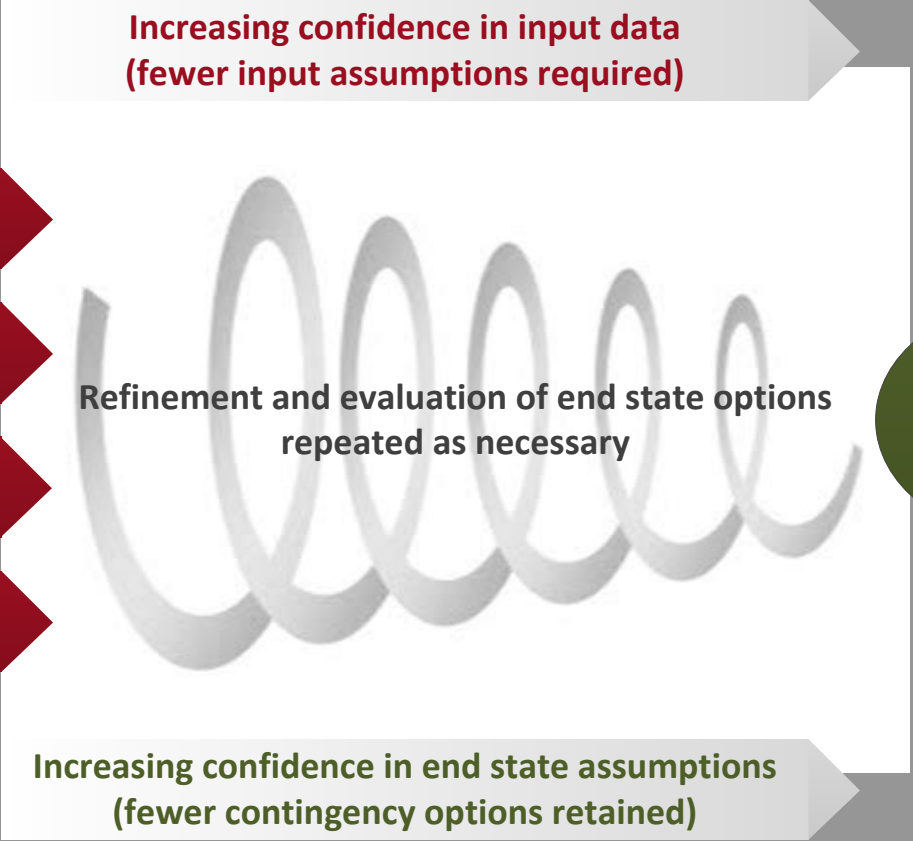 Increasing confidence in input data
(fewer input assumptions required)
Refinement and evaluation of end state options
repeated as necessary
Increasing confidence in end state assumptions
(fewer contingency options retained)